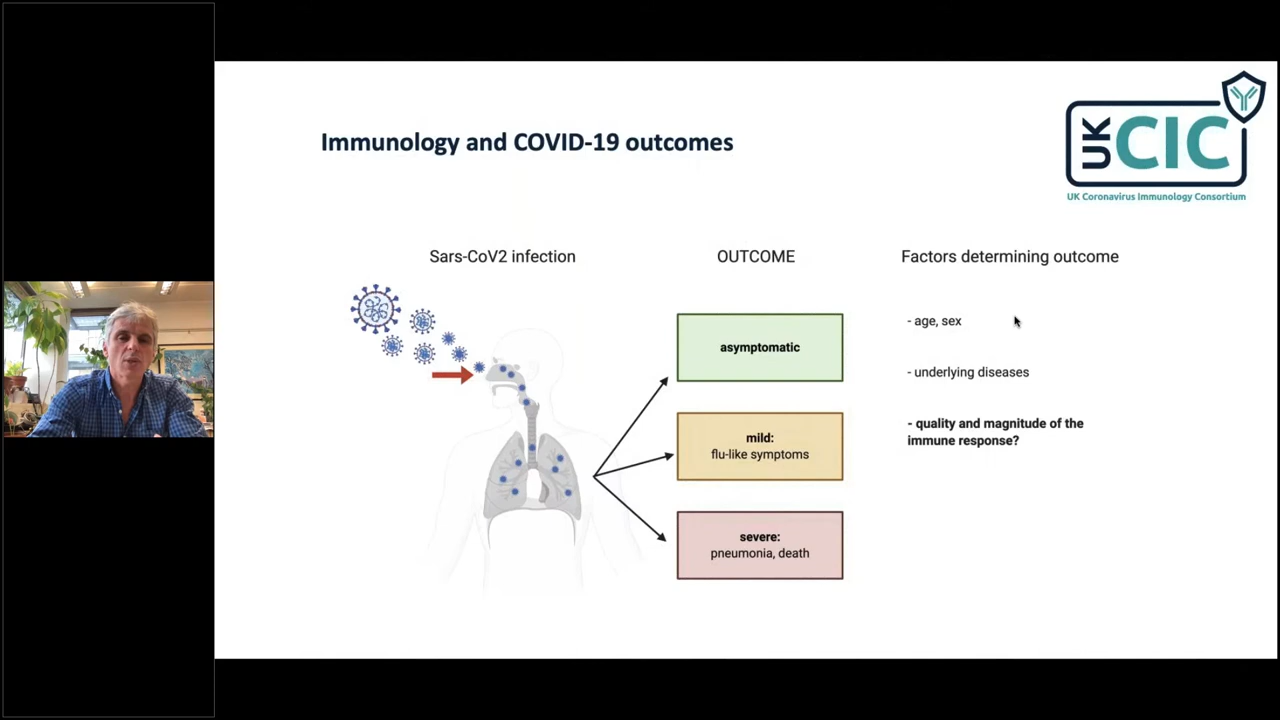 Immunology and COVID-19 outcomes
UK CIC
UK Coronavirus Immunology Consortium
Sars-CoV2 infection
OUTCOME
Factors determining outcome
asymptomatic
mild:
flu-like symptoms
severe:
pneumonia, death
- age, sex
- underlying diseases
- quality and magnitude of the
immune response?